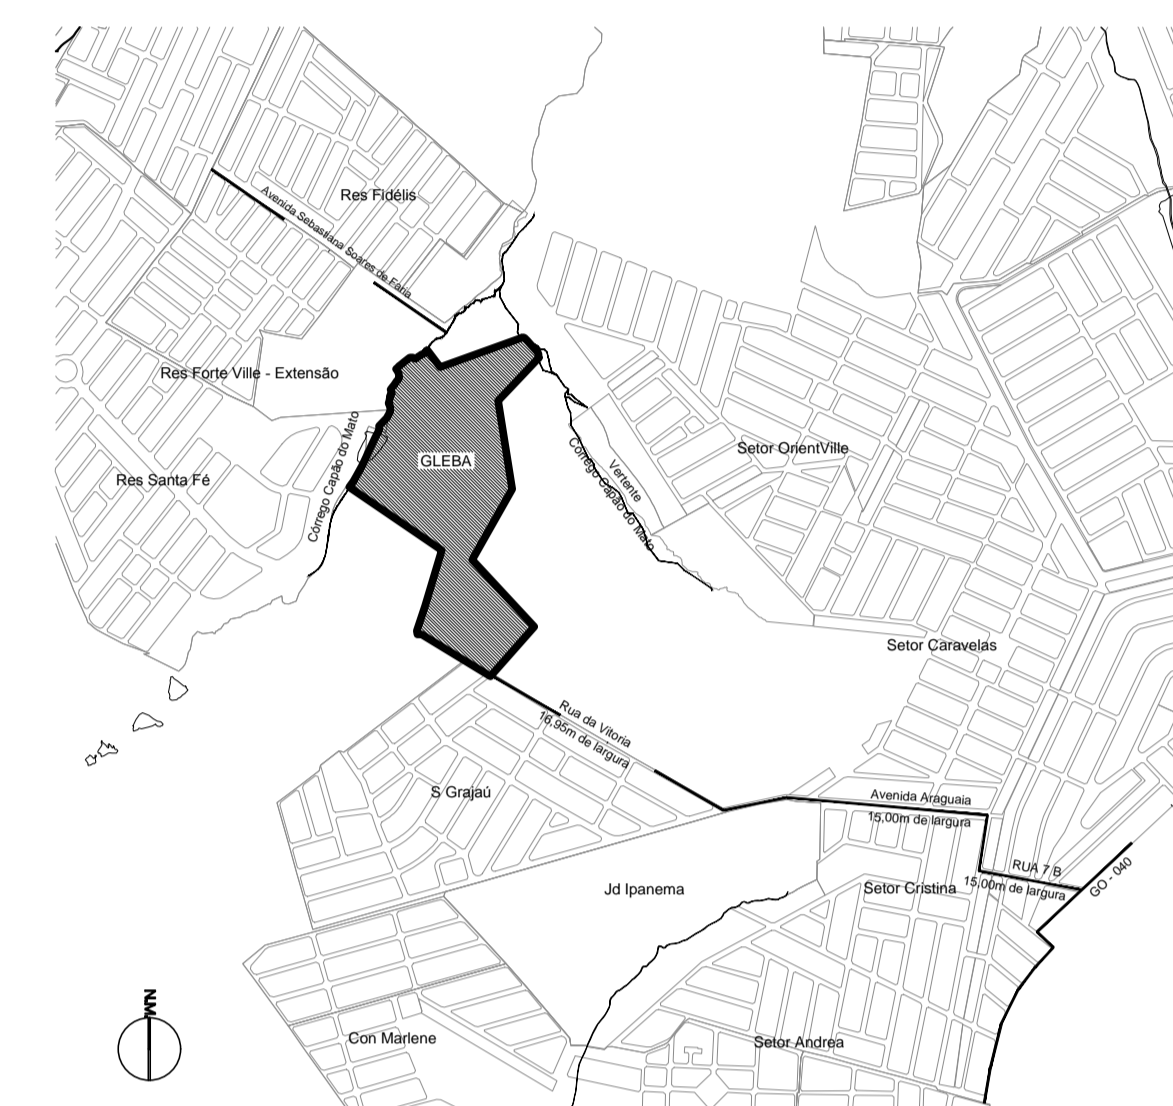 Res Fidélis
Avenida Sebastiana Soares de Faria
Res Forte Ville - Extensão
Córrego Capão do Mato
Res Santa Fé
GLEBA
Setor OrientVille
Vertente
Córrego Capão do Mato
Setor Caravelas
Rua da Vitoria
16,95m de largura
S Grajaú
Avenida Araguaia
15,00m de largura
RUA 7 B
15,00m de largura
GO - 040
Jd Ipanema
Setor Cristina
NM
Con Marlene
Setor Andrea